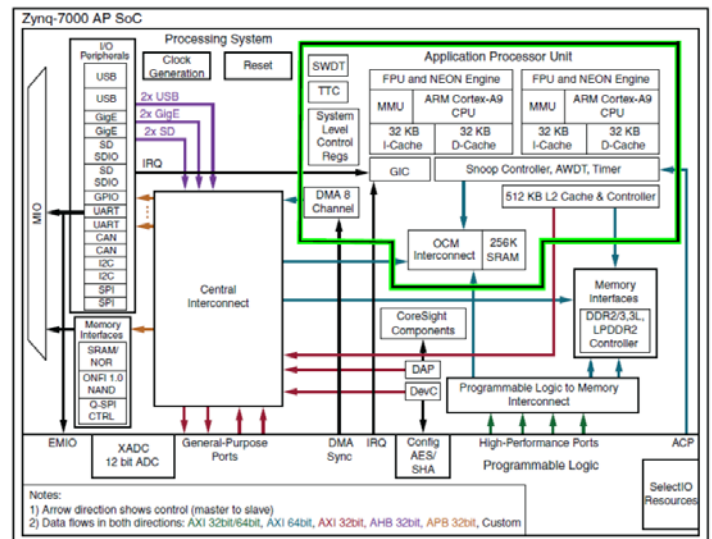 Zynq-7000 AP SoC
I/O
Peripherals
USB
USB
GigE
GigE
SD
SDIO
SD
SDIO
GPIO
UART
UART
CAN
CAN
I2C
I2C
SPI
SPI
MIO
Memory
Interfaces
SRAM/
NOR
ONFI 1.0
NAND
Q-SPI
CTRL
Processing System
Clock
Generation
Reset
2x USB
2x GigE
2x SD
IRQ
Central
Interconnect
Application Processor Unit
SWDT
TTC
System
Level
Control
Regs
FPU and NEON Engine
MMU
ARM Cortex-A9
CPU
32 KB
I-Cache
32 KB
D-Cache
FPU and NEON Engine
MMU
ARM Cortex-A9
CPU
32 KB
I-Cache
32 KB
D-Cache
GIC
Snoop Controller, AWDT, Timer
DMA 8
Channel
512 KB L2 Cache & Controller
OCM
Interconnect
256K
SRAM
Memory
Interfaces
DDR2/3,3L,
LPDDR2
Controller
CoreSight
Components
DAP
DevC
Programmable Logic to Memory
Interconnect
EMIO
XADC
12 bit ADC
General-Purpose
Ports
DMA
Sync
IRQ
Config
AES/
SHA
High-Performance Ports
ACP
Programmable Logic
SelectIO
Resources
Notes:
1) Arrow direction shows control (master to slave)
2) Data flows in both directions: AXI 32bit/64bit, AXI 64bit, AXI 32bit, AHB 32bit, APB 32bit, Custom